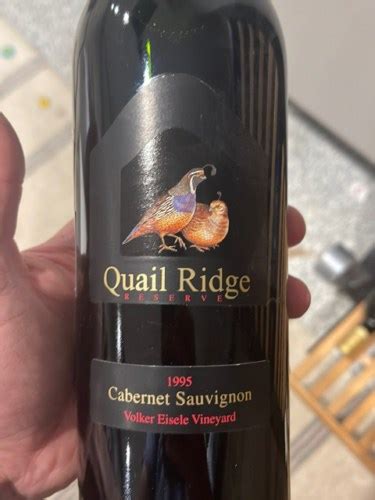 Quail Ridge
RESERVE
1995
Cabernet Sauvignon
Volker Eisele Vineyard